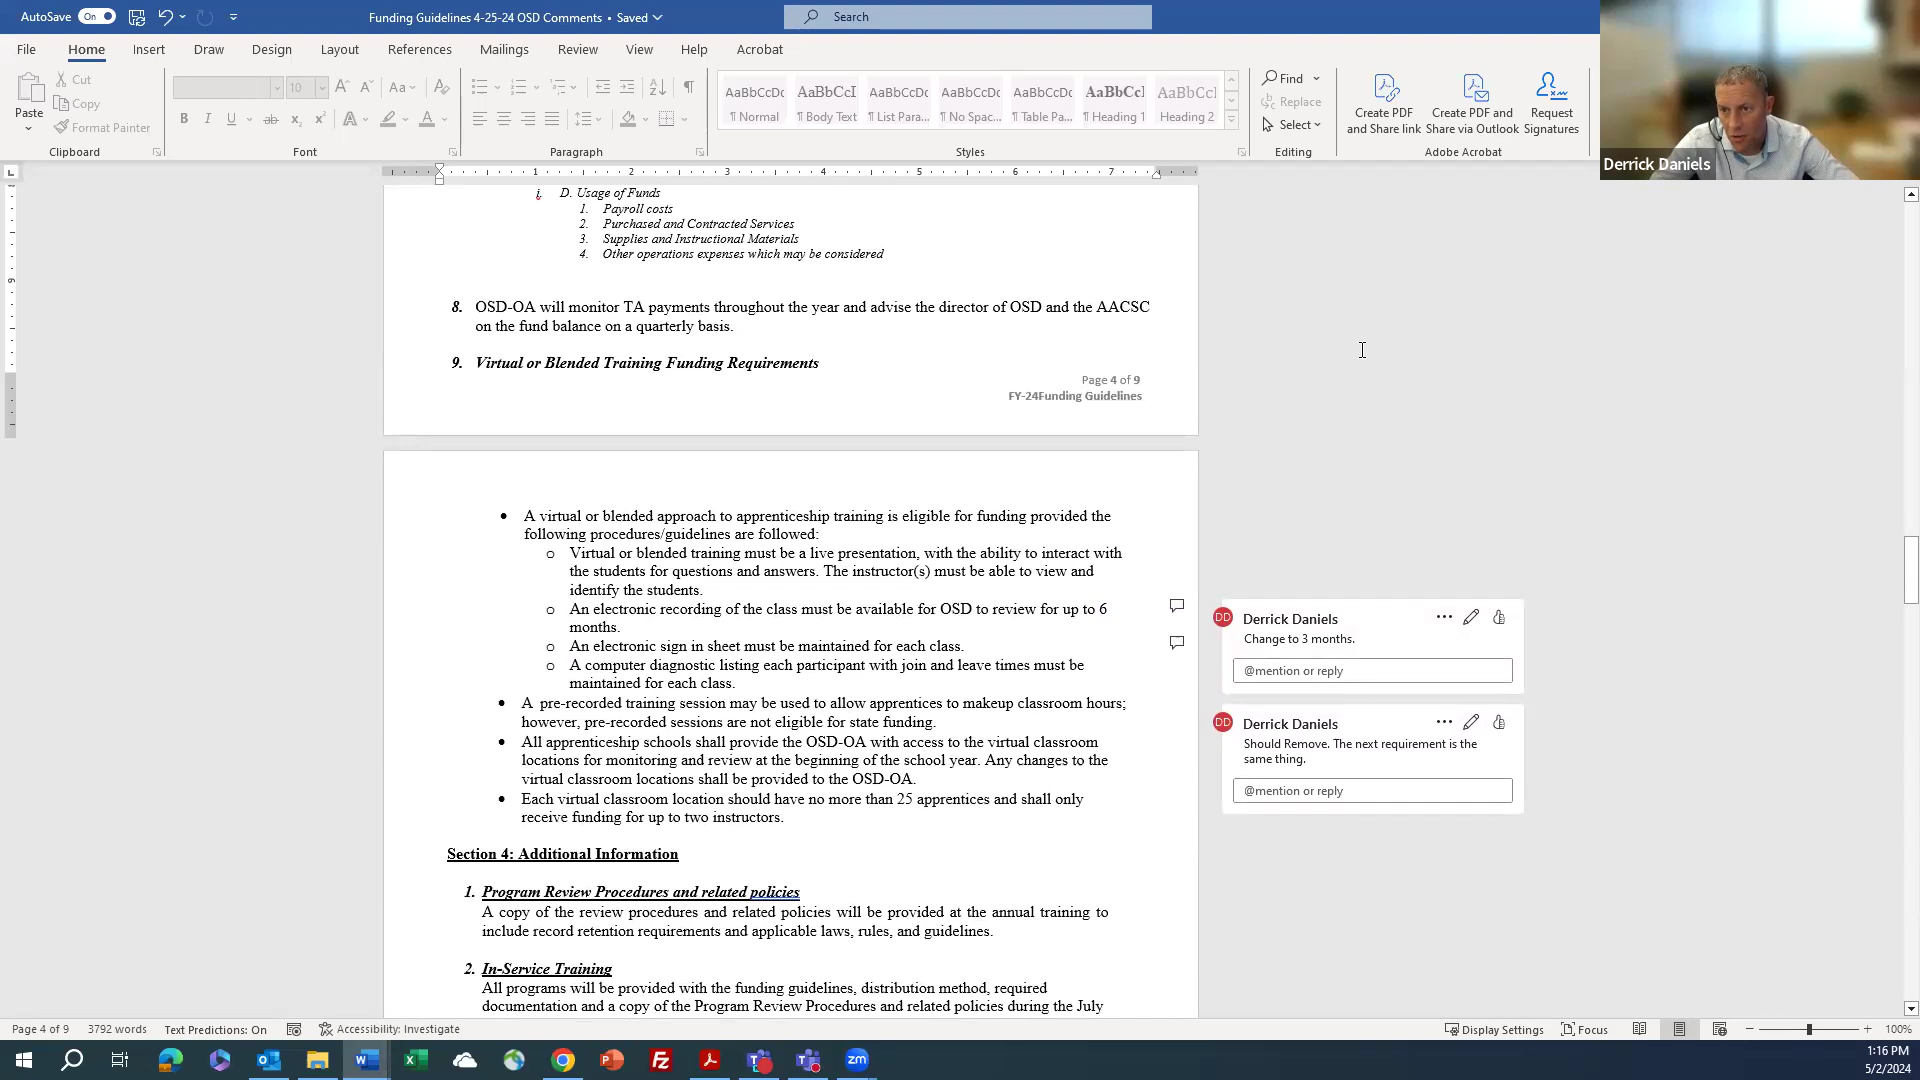 AutoSave On Funding Guidelines 4-25-24 OSD Comments • Saved Search
File Home Insert Draw Design Layout References Mailings Review View Help Acrobat
Paste Cut Copy Format Painter Clipboard
10 Aa B I U ab x₂ x² A A Font
Paragraph
AaBbCcDc ¶ Normal
AaBbCcI ¶ Body Text
AaBbCcDc ¶ List Para...
AaBbCcDc ¶ No Spac...
AaBbCcDc ¶ Table Pa...
AaBbCcI ¶ Heading 1
AaBbCcI Heading 2
Styles
Find Replace Select Editing
Create PDF and Share link
Create PDF and Share via Outlook
Request Signatures
Adobe Acrobat
Derrick Daniels
1 2 3 4 5 6 7
i. D. Usage of Funds
1. Payroll costs
2. Purchased and Contracted Services
3. Supplies and Instructional Materials
4. Other operations expenses which may be considered
8. OSD-OA will monitor TA payments throughout the year and advise the director of OSD and the AACSC
on the fund balance on a quarterly basis.
9. Virtual or Blended Training Funding Requirements
Page 4 of 9
FY-24Funding Guidelines
• A virtual or blended approach to apprenticeship training is eligible for funding provided the
following procedures/guidelines are followed:
o Virtual or blended training must be a live presentation, with the ability to interact with
the students for questions and answers. The instructor(s) must be able to view and
identify the students.
o An electronic recording of the class must be available for OSD to review for up to 6
months.
o An electronic sign in sheet must be maintained for each class.
o A computer diagnostic listing each participant with join and leave times must be
maintained for each class.
• A pre-recorded training session may be used to allow apprentices to makeup classroom hours;
however, pre-recorded sessions are not eligible for state funding.
• All apprenticeship schools shall provide the OSD-OA with access to the virtual classroom
locations for monitoring and review at the beginning of the school year. Any changes to the
virtual classroom locations shall be provided to the OSD-OA.
• Each virtual classroom location should have no more than 25 apprentices and shall only
receive funding for up to two instructors.
Section 4: Additional Information
1. Program Review Procedures and related policies
A copy of the review procedures and related policies will be provided at the annual training to
include record retention requirements and applicable laws, rules, and guidelines.
2. In-Service Training
All programs will be provided with the funding guidelines, distribution method, required
documentation and a copy of the Program Review Procedures and related policies during the July
DD Derrick Daniels
Change to 3 months.
@mention or reply
DD Derrick Daniels
Should Remove. The next requirement is the
same thing.
@mention or reply
Page 4 of 9 3792 words Text Predictions: On Accessibility: Investigate Display Settings Focus 100%
1:16 PM
5/2/2024
zm